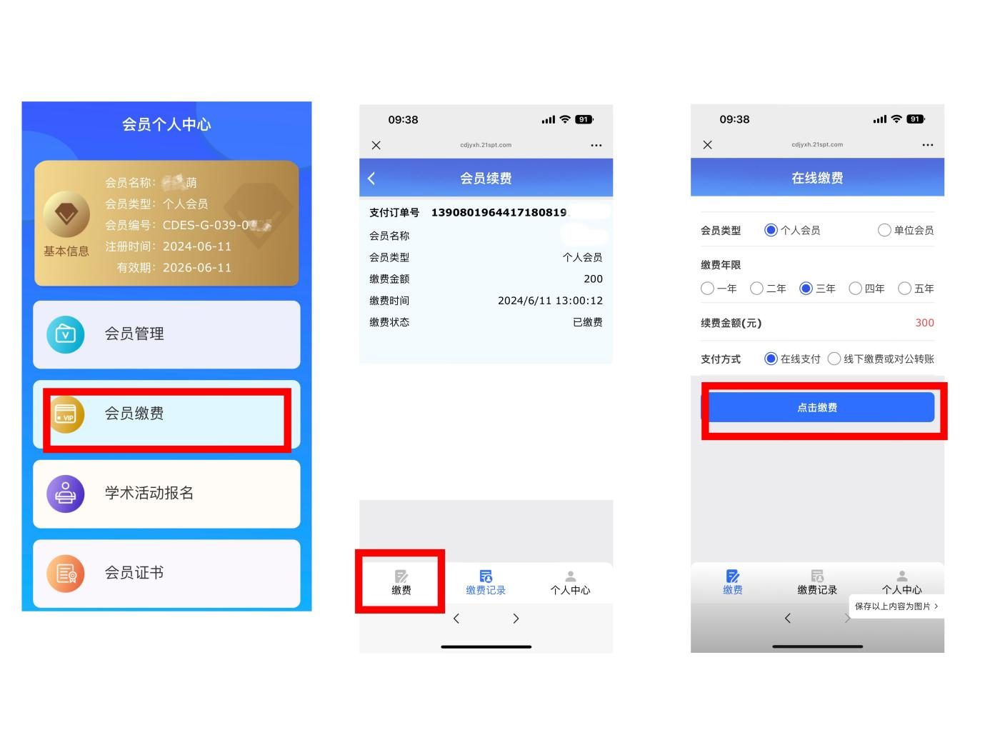 会员个人中心
会员名称： 萌
会员类型： 个人会员
会员编号： CDES-G-039-0
注册时间： 2024-06-11
有效期： 2026-06-11
基本信息
会员管理
VIP
会员缴费
学术活动报名
会员证书
09:38
91
cdjyxh.21spt.com
会员续费
支付订单号 1390801964417180819
会员名称
会员类型 个人会员
缴费金额 200
缴费时间 2024/6/11 13:00:12
缴费状态 已缴费
缴费 缴费记录 个人中心
09:38
91
cdjyxh.21spt.com
在线缴费
会员类型 个人会员 单位会员
缴费年限
一年 二年 三年 四年 五年
续费金额(元) 300
支付方式 在线支付 线下缴费或对公转账
点击缴费
缴费 缴费记录 个人中心
保存以上内容为图片